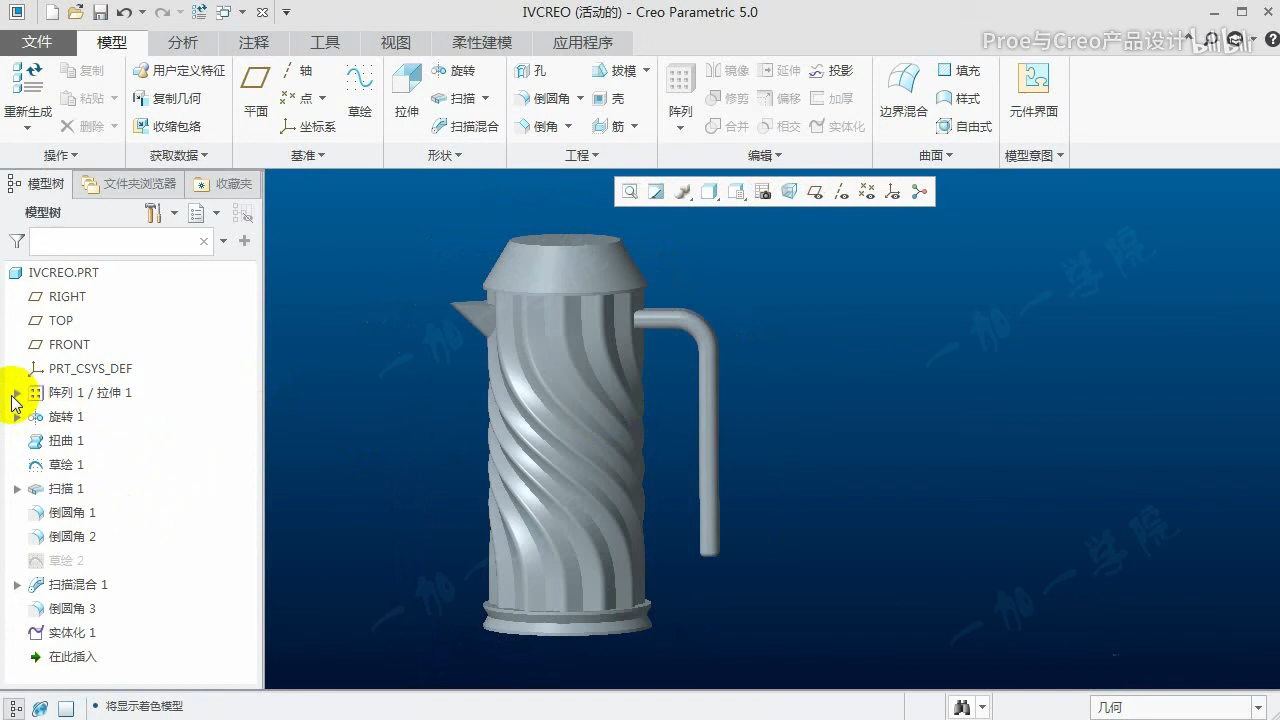 IVCREO (活动的) - Creo Parametric 5.0
文件 模型 分析 注释 工具 视图 柔性建模 应用程序
Proe与Creo产品设计 bilibili
重新生成 复制 粘贴 删除 操作
用户定义特征 复制几何 收缩包络 获取数据
平面 轴 点 坐标系 草绘 基准
拉伸 旋转 扫描 扫描混合 形状
孔 倒圆角 倒角 拔模 壳 筋 工程
阵列 镜像 修剪 合并 延伸 偏移 相交 投影 加厚 实体化 编辑
边界混合 填充 样式 自由式 曲面
元件界面 模型意图
模型树 文件夹浏览器 收藏夹
模型树
IVCREO.PRT
RIGHT
TOP
FRONT
PRT_CSYS_DEF
阵列 1 / 拉伸 1
旋转 1
扭曲 1
草绘 1
扫描 1
倒圆角 1
倒圆角 2
草绘 2
扫描混合 1
倒圆角 3
实体化 1
在此插入
一加一学院
一加一学院
将显示着色模型
几何